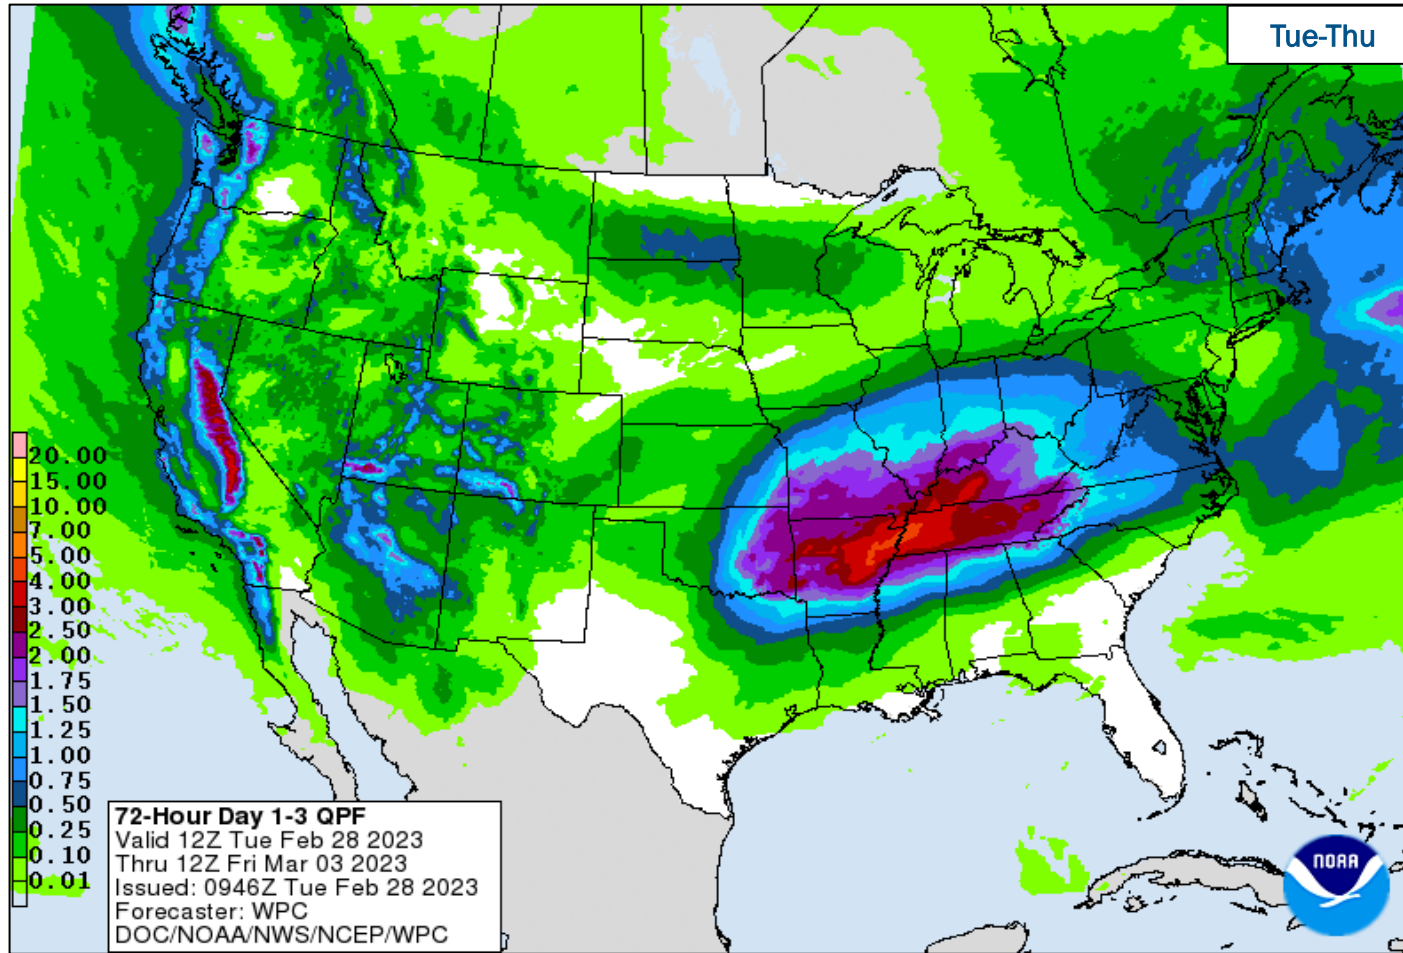 Tue-Thu
20.00
15.00
10.00
7.00
5.00
4.00
3.00
2.50
2.00
1.75
1.50
1.25
1.00
0.75
0.50
0.25
0.10
0.01
72-Hour Day 1-3 QPF
Valid 12Z Tue Feb 28 2023
Thru 12Z Fri Mar 03 2023
Issued: 0946Z Tue Feb 28 2023
Forecaster: WPC
DOC/NOAA/NWS/NCEP/WPC
NOAA